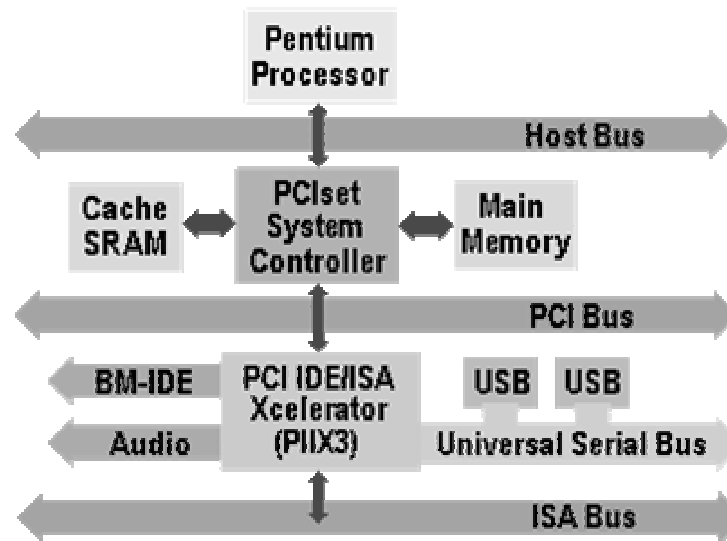 Pentium
Processor
Host Bus
Cache
SRAM
PCIset
System
Controller
Main
Memory
PCI Bus
BM-IDE
Audio
PCI IDE/ISA
Xcelerator
(PIIX3)
USB
USB
Universal Serial Bus
ISA Bus